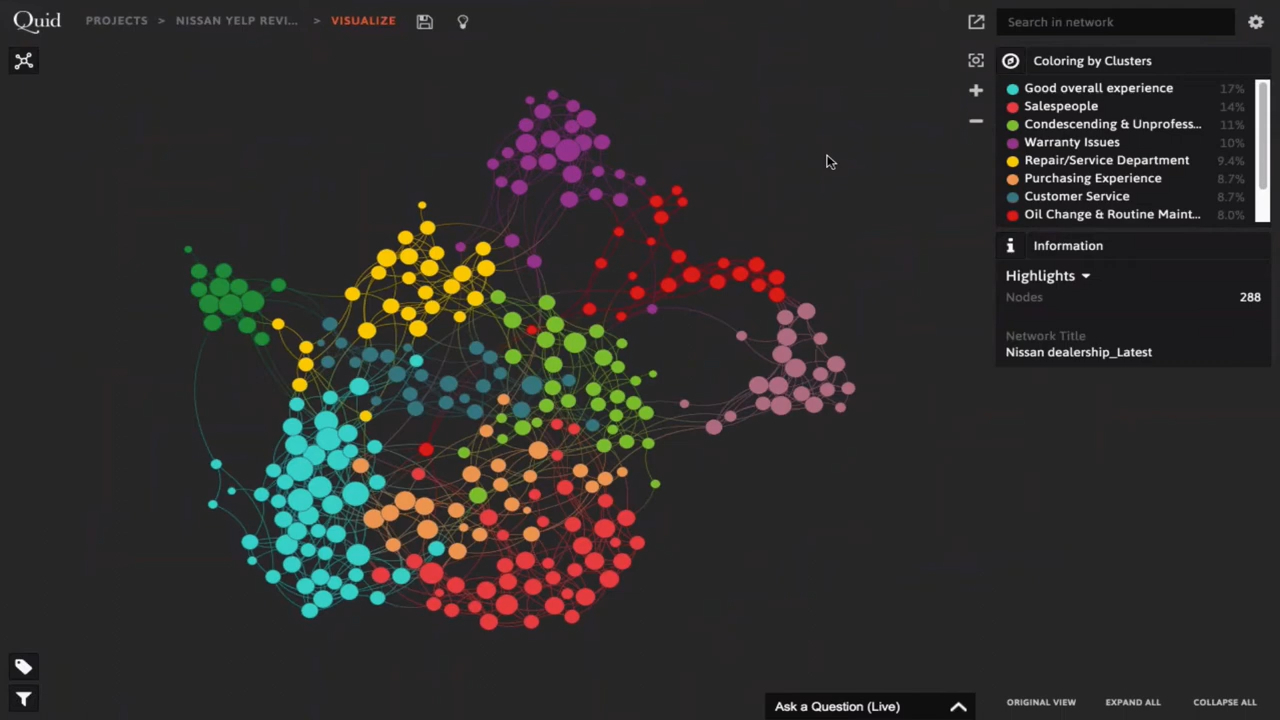 Quid PROJECTS > NISSAN YELP REVI... > VISUALIZE
Search in network
Coloring by Clusters
Good overall experience 17%
Salespeople 14%
Condescending & Unprofess... 11%
Warranty Issues 10%
Repair/Service Department 9.4%
Purchasing Experience 8.7%
Customer Service 8.7%
Oil Change & Routine Maint... 8.0%
Information
Highlights
Nodes 288
Network Title
Nissan dealership_Latest
Ask a Question (Live)
ORIGINAL VIEW EXPAND ALL COLLAPSE ALL